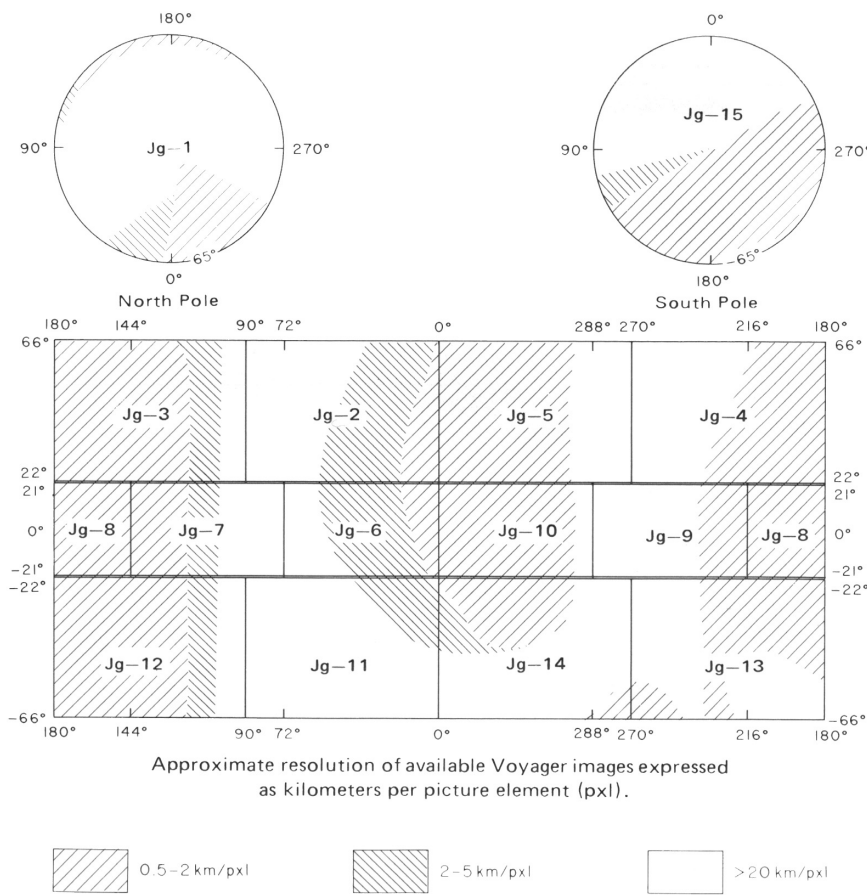 180°
0°
90°
Jg-1
270°
90°
Jg-15
270°
65°
65°
0°
180°
North Pole
South Pole
180°
144°
90°
72°
0°
288°
270°
216°
180°
66°
66°
Jg-3
Jg-2
Jg-5
Jg-4
22°
22°
21°
21°
0°
Jg-8
Jg-7
Jg-6
Jg-10
Jg-9
Jg-8
0°
-21°
-21°
-22°
-22°
Jg-12
Jg-11
Jg-14
Jg-13
-66°
-66°
180°
144°
90°
72°
0°
288°
270°
216°
180°
Approximate resolution of available Voyager images expressed
as kilometers per picture element (pxl).
0.5-2 km/pxl
2-5 km/pxl
>20 km/pxl